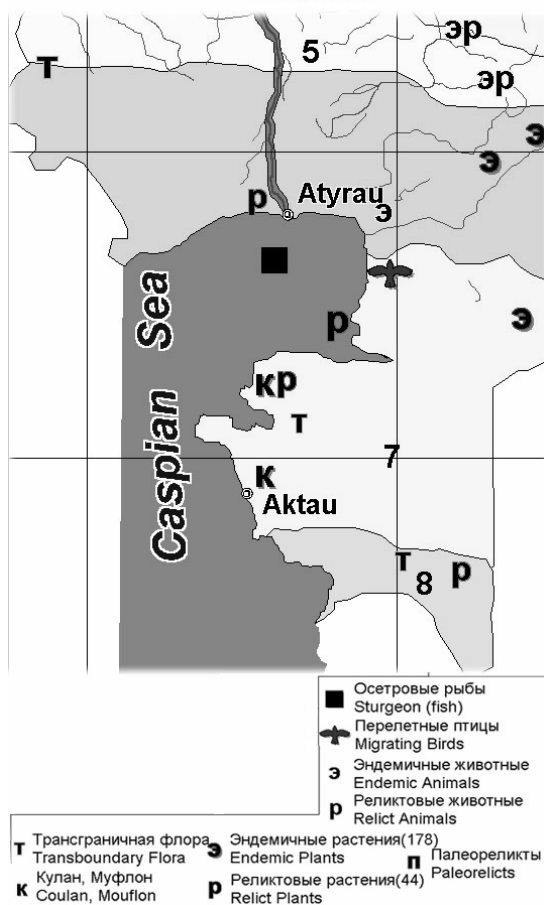 эр
5
т
эр
э
э
р
Atyrau
э
Caspian Sea
р
э
к р
т
7
к
Aktau
т
8
р
Осетровые рыбы
Sturgeon (fish)
Перелетные птицы
Migrating Birds
э Эндемичные животные
Endemic Animals
р Реликтовые животные
Relict Animals
т Трансграничная флора
Transboundary Flora
к Кулан, Муфлон
Coulan, Mouflon
э Эндемичные растения(178)
Endemic Plants
р Реликтовые растения(44)
Relict Plants
п Палеореликты
Paleorelicts